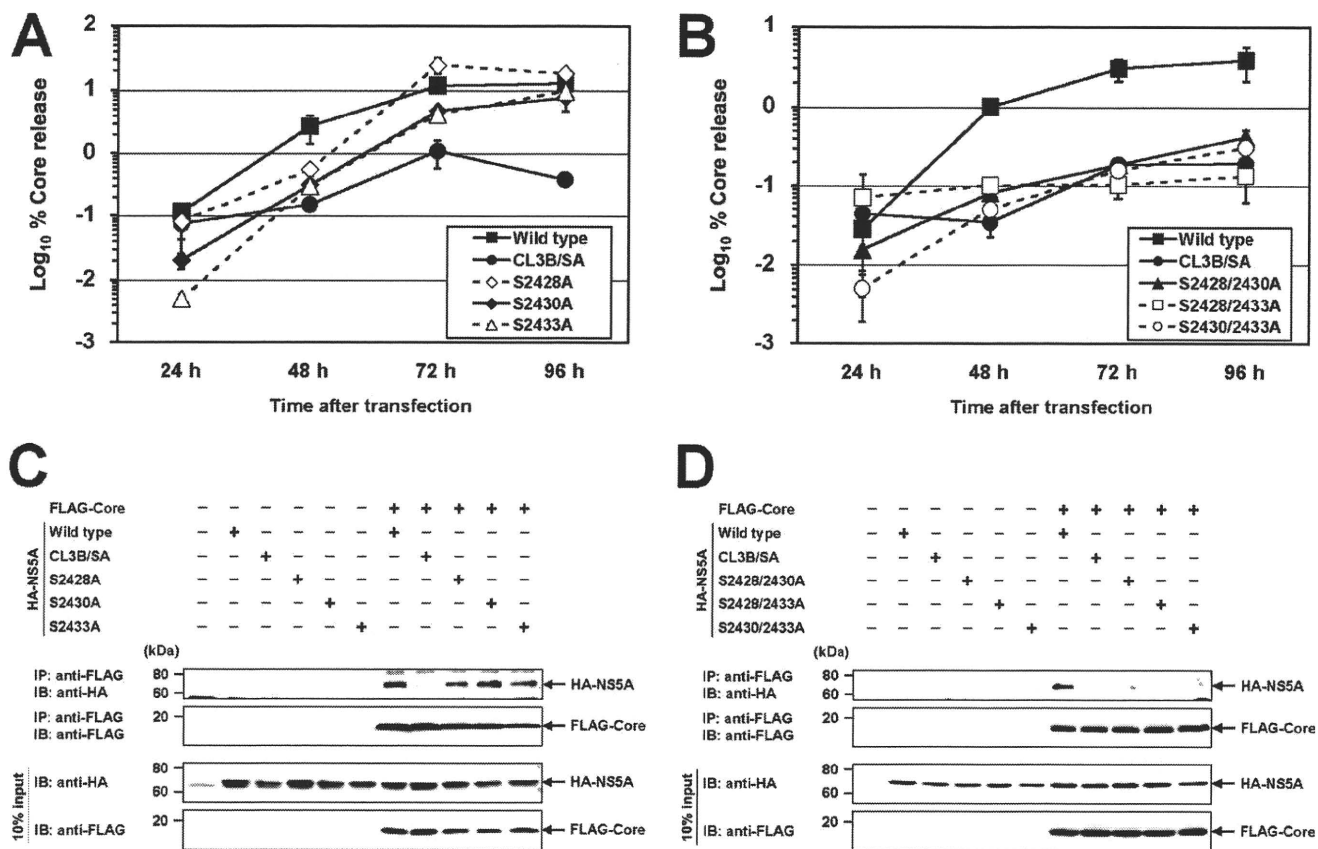 A
2
1
0
-1
-2
-3
Log10 % Core release
Wild type
CL3B/SA
S2428A
S2430A
S2433A
24 h 48 h 72 h 96 h
Time after transfection
B
1
0
-1
-2
-3
Log10 % Core release
Wild type
CL3B/SA
S2428/2430A
S2428/2433A
S2430/2433A
24 h 48 h 72 h 96 h
Time after transfection
C
FLAG-Core − − − − − − + + + + +
HA-NS5A
Wild type − + − − − − + − − − −
CL3B/SA − − + − − − − + − − −
S2428A − − − + − − − − + − −
S2430A − − − − + − − − − + −
S2433A − − − − − + − − − − +
(kDa)
IP: anti-FLAG
IB: anti-HA
80
60
HA-NS5A
IP: anti-FLAG
IB: anti-FLAG
20
FLAG-Core
10% input
IB: anti-HA
80
60
HA-NS5A
IB: anti-FLAG
20
FLAG-Core
D
FLAG-Core − − − − − − + + + + +
HA-NS5A
Wild type − + − − − − + − − − −
CL3B/SA − − + − − − − + − − −
S2428/2430A − − − + − − − − + − −
S2428/2433A − − − − + − − − − + −
S2430/2433A − − − − − + − − − − +
(kDa)
IP: anti-FLAG
IB: anti-HA
80
60
HA-NS5A
IP: anti-FLAG
IB: anti-FLAG
20
FLAG-Core
10% input
IB: anti-HA
80
60
HA-NS5A
IB: anti-FLAG
20
FLAG-Core